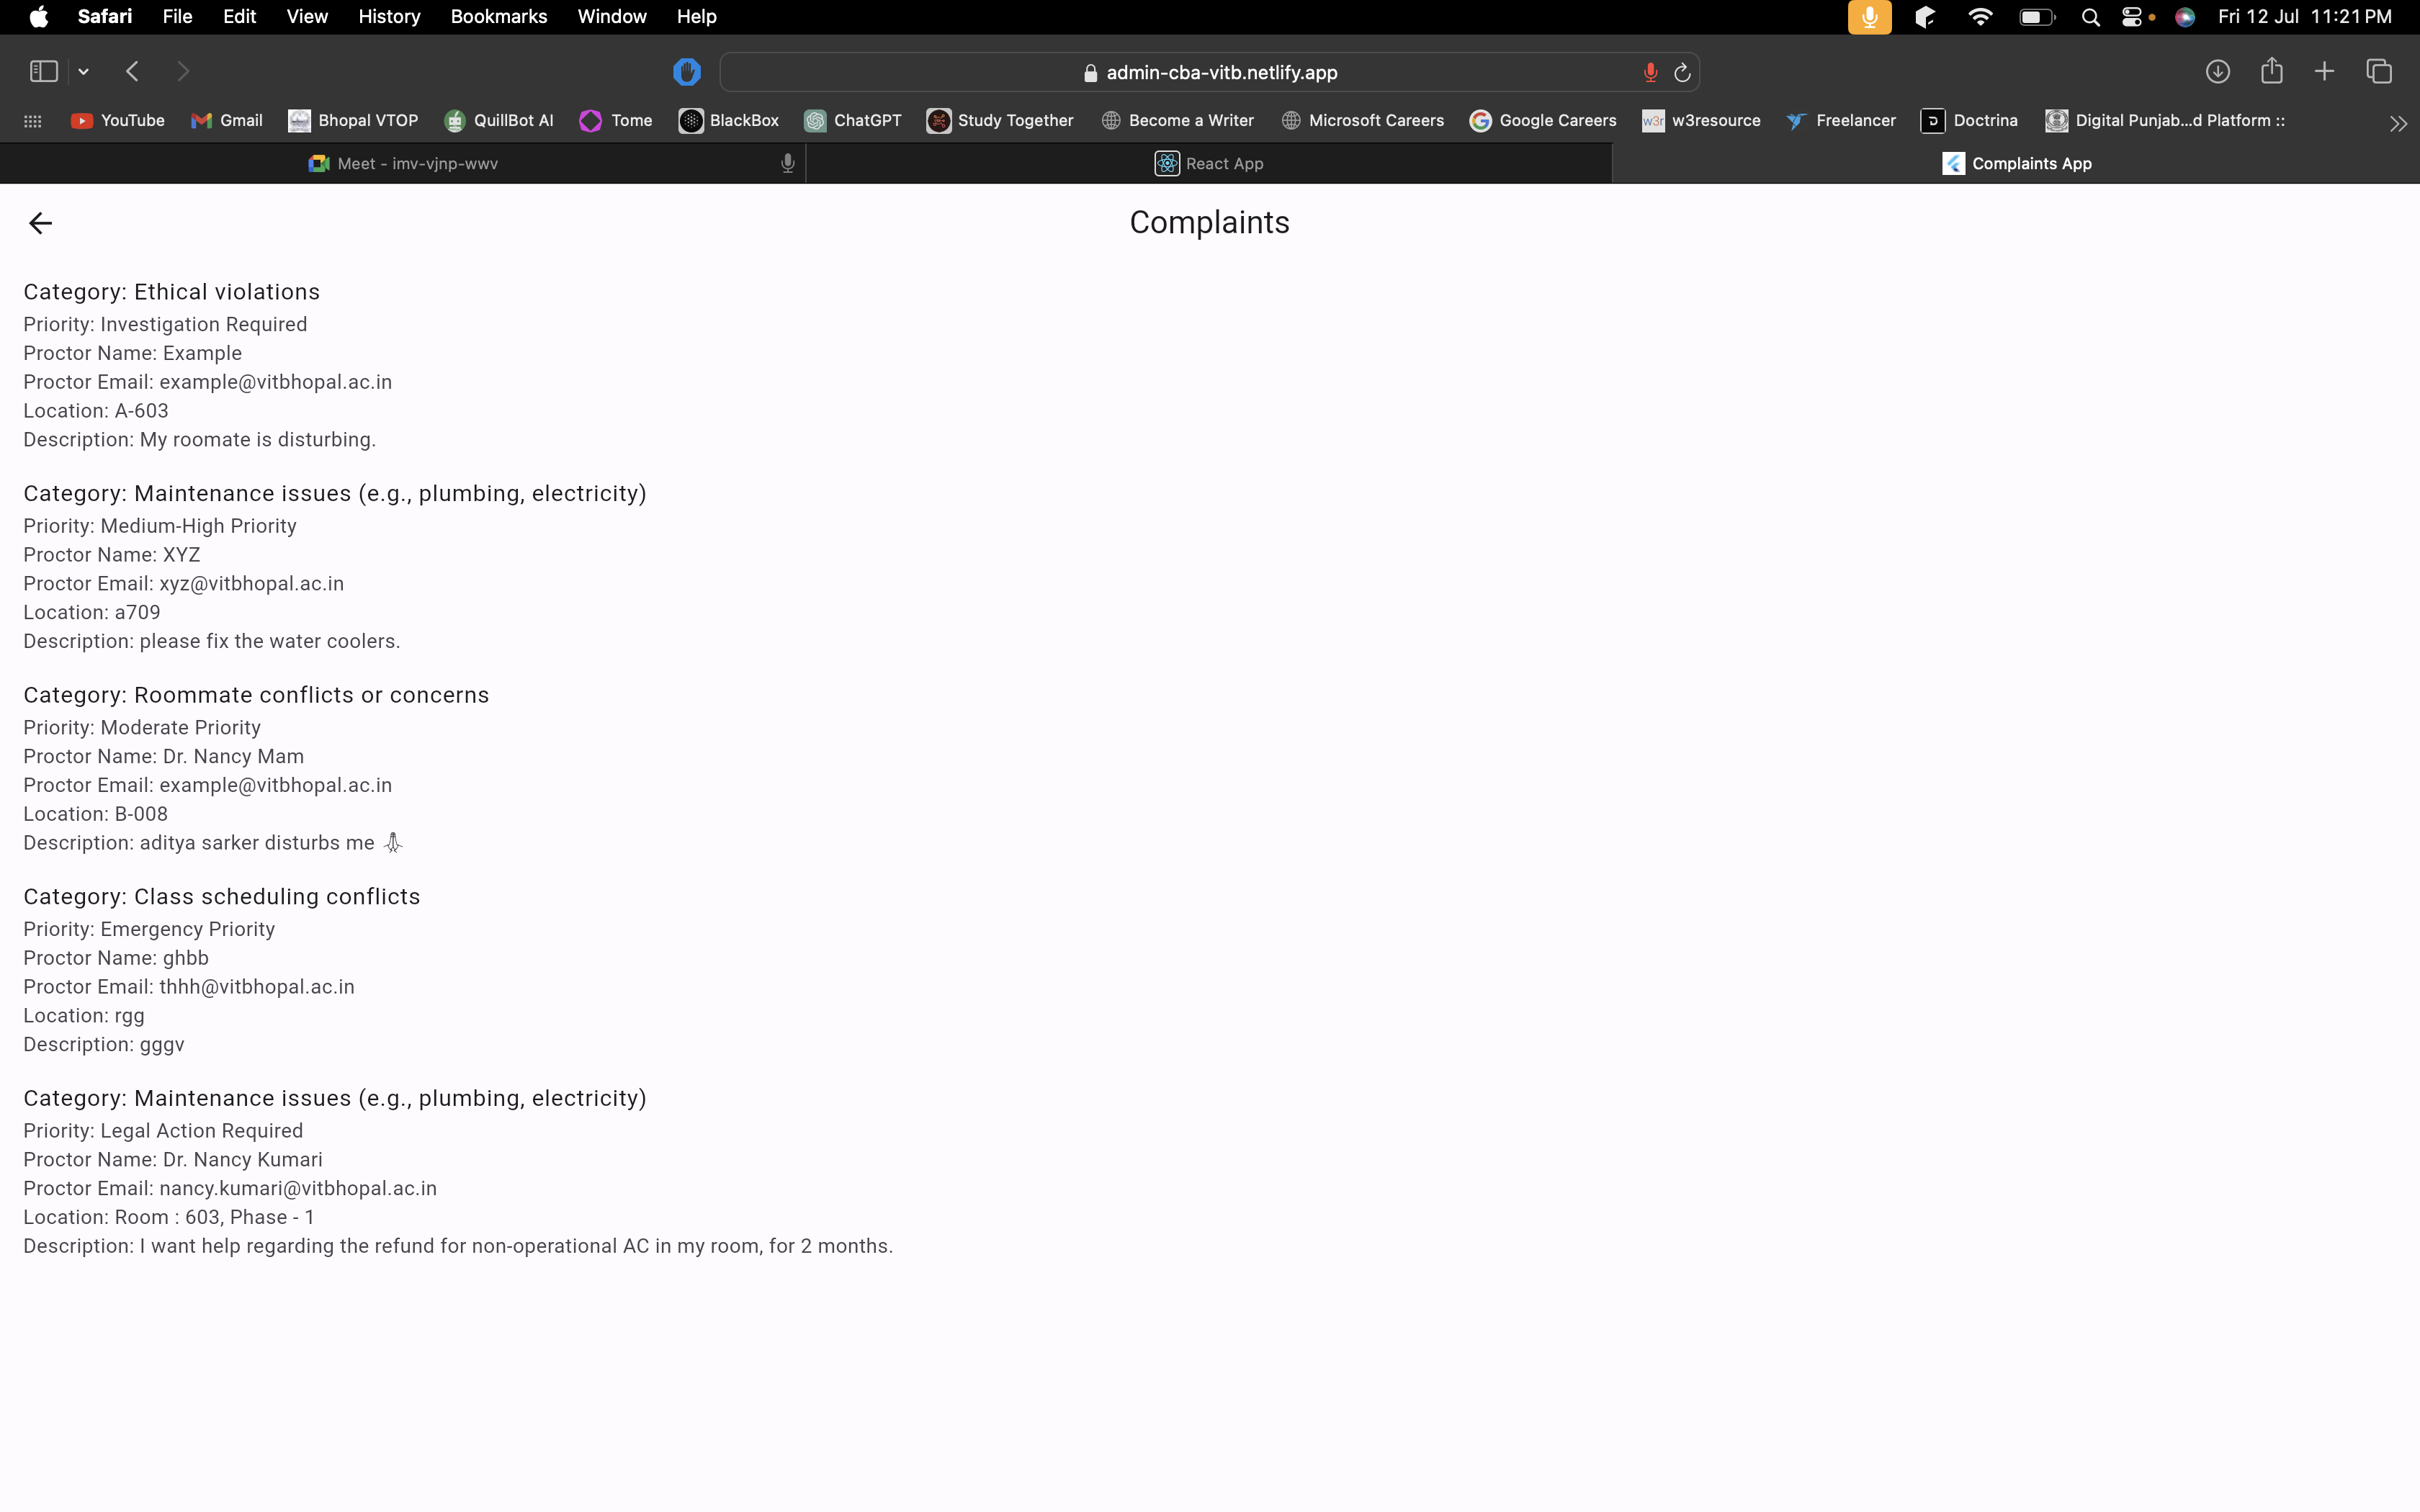 Safari File Edit View History Bookmarks Window Help Fri 12 Jul 11:21 PM
admin-cba-vitb.netlify.app
YouTube Gmail Bhopal VTOP QuillBot AI Tome BlackBox ChatGPT Study Together Become a Writer Microsoft Careers Google Careers w3r w3resource Freelancer Doctrina Digital Punjab...d Platform ::
Meet - imv-vjnp-wwv React App Complaints App
Complaints
Category: Ethical violations
Priority: Investigation Required
Proctor Name: Example
Proctor Email: example@vitbhopal.ac.in
Location: A-603
Description: My roomate is disturbing.
Category: Maintenance issues (e.g., plumbing, electricity)
Priority: Medium-High Priority
Proctor Name: XYZ
Proctor Email: xyz@vitbhopal.ac.in
Location: a709
Description: please fix the water coolers.
Category: Roommate conflicts or concerns
Priority: Moderate Priority
Proctor Name: Dr. Nancy Mam
Proctor Email: example@vitbhopal.ac.in
Location: B-008
Description: aditya sarker disturbs me 🙏
Category: Class scheduling conflicts
Priority: Emergency Priority
Proctor Name: ghbb
Proctor Email: thhh@vitbhopal.ac.in
Location: rgg
Description: gggv
Category: Maintenance issues (e.g., plumbing, electricity)
Priority: Legal Action Required
Proctor Name: Dr. Nancy Kumari
Proctor Email: nancy.kumari@vitbhopal.ac.in
Location: Room : 603, Phase - 1
Description: I want help regarding the refund for non-operational AC in my room, for 2 months.